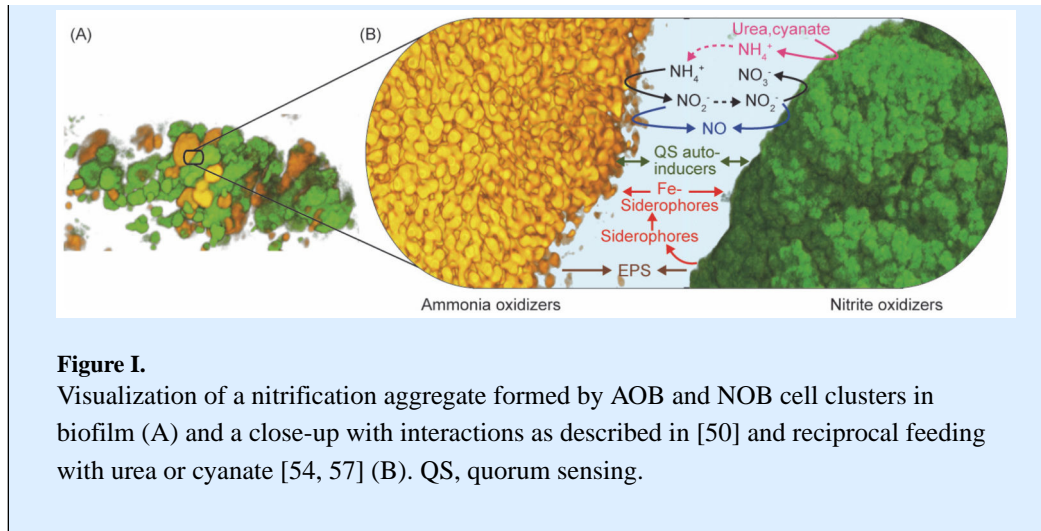 (A)
(B)
Urea,cyanate
NH₄⁺
NH₄⁺
NO₃⁻
NO₂⁻
NO₂⁻
NO
QS auto-
inducers
Fe-
Siderophores
Siderophores
EPS
Ammonia oxidizers
Nitrite oxidizers
Figure I.
Visualization of a nitrification aggregate formed by AOB and NOB cell clusters in
biofilm (A) and a close-up with interactions as described in [50] and reciprocal feeding
with urea or cyanate [54, 57] (B). QS, quorum sensing.